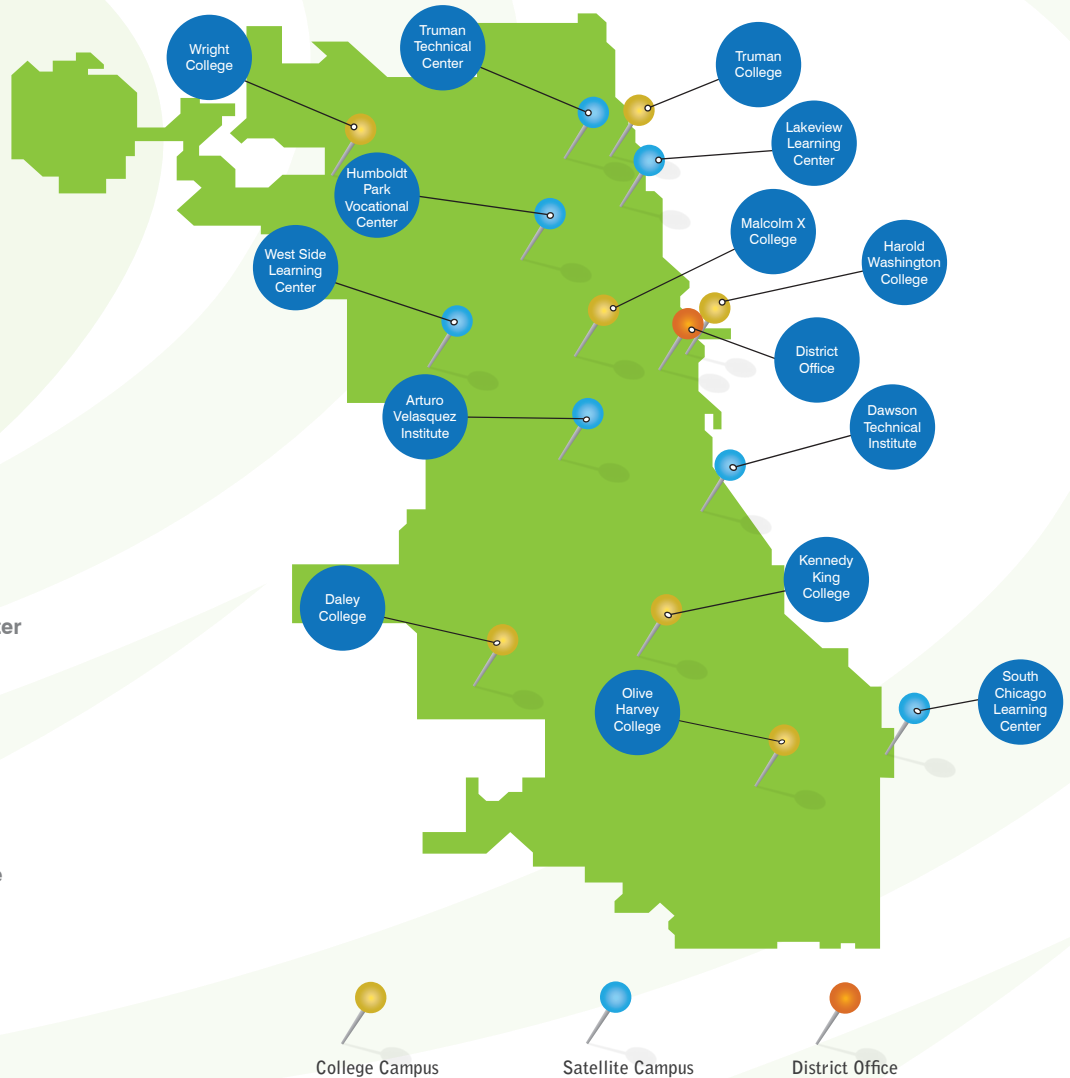 Wright
College
Truman
Technical
Center
Truman
College
Lakeview
Learning
Center
Humboldt
Park
Vocational
Center
Malcolm X
College
Harold
Washington
College
West Side
Learning
Center
District
Office
Arturo
Velasquez
Institute
Dawson
Technical
Institute
Kennedy
King
College
Daley
College
South
Chicago
Learning
Center
Olive
Harvey
College
College Campus
Satellite Campus
District Office